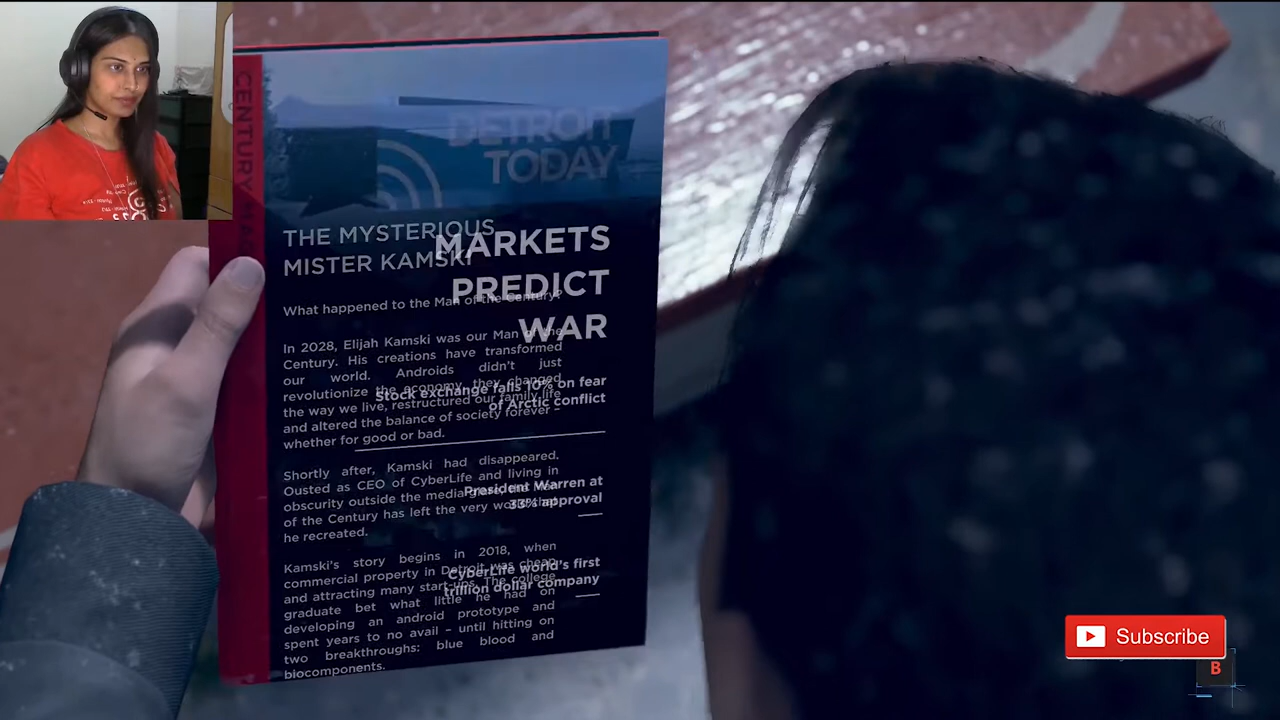 CENTURY
DETROIT
TODAY
THE MYSTERIOUS
MISTER KAMSKI
MARKETS
PREDICT
WAR
What happened to the Man of the Century?
In 2028, Elijah Kamski was our Man of the
Century. His creations have transformed
our world. Androids didn't just
revolutionize the economy, they changed
the way we live, restructured our family life
and altered the balance of society forever –
whether for good or bad.
Stock exchange falls 10% on fear
of Arctic conflict
Shortly after, Kamski had disappeared.
Ousted as CEO of CyberLife and living in
obscurity outside the media the Man
of the Century has left the very world that
he recreated.
President Warren at
33% approval
Kamski's story begins in 2018, when
commercial property in Detroit was cheap
and attracting many start-ups. The college
graduate bet what little he had on
developing an android prototype and
spent years to no avail – until hitting on
two breakthroughs: blue blood and
biocomponents.
CyberLife world's first
trillion dollar company
Subscribe
B